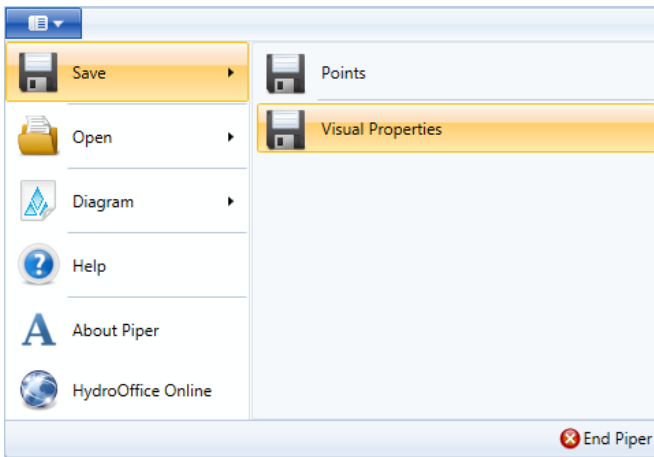 Save
Points
Visual Properties
Open
Diagram
Help
About Piper
HydroOffice Online
End Piper